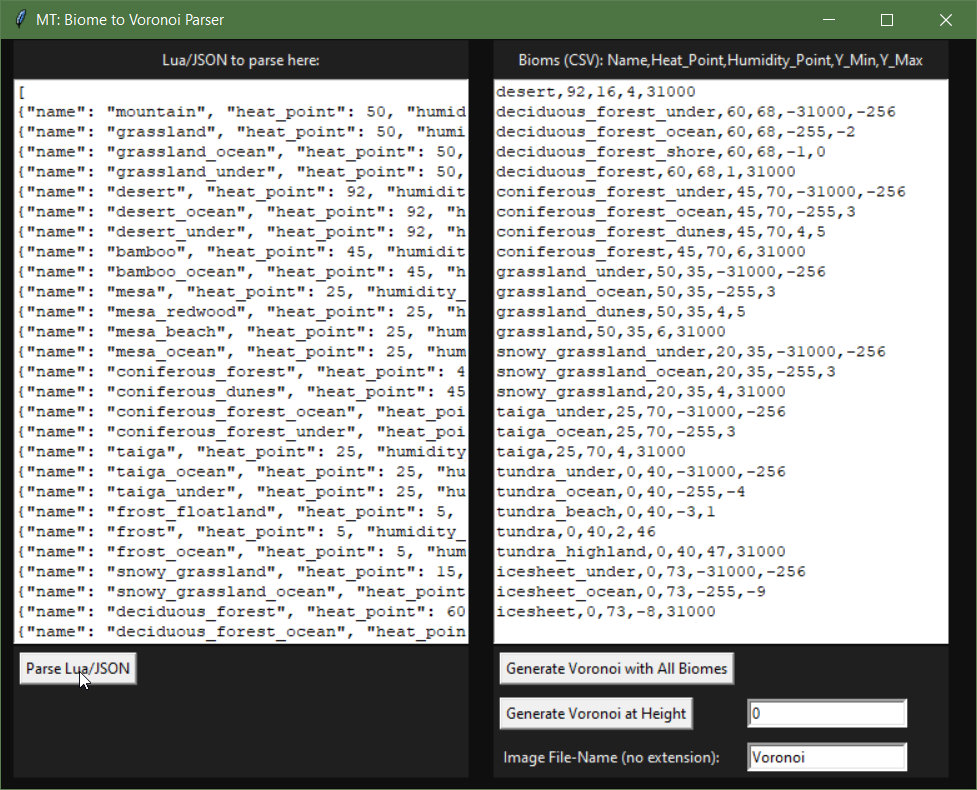 MT: Biome to Voronoi Parser
Lua/JSON to parse here:
[
{"name": "mountain", "heat_point": 50, "humid
{"name": "grassland", "heat_point": 50, "humi
{"name": "grassland_ocean", "heat_point": 50,
{"name": "grassland_under", "heat_point": 50,
{"name": "desert", "heat_point": 92, "humidit
{"name": "desert_ocean", "heat_point": 92, "h
{"name": "desert_under", "heat_point": 92, "h
{"name": "bamboo", "heat_point": 45, "humidit
{"name": "bamboo_ocean", "heat_point": 45, "h
{"name": "mesa", "heat_point": 25, "humidity_
{"name": "mesa_redwood", "heat_point": 25, "h
{"name": "mesa_beach", "heat_point": 25, "hum
{"name": "mesa_ocean", "heat_point": 25, "hum
{"name": "coniferous_forest", "heat_point": 4
{"name": "coniferous_dunes", "heat_point": 45
{"name": "coniferous_forest_ocean", "heat_poi
{"name": "coniferous_forest_under", "heat_poi
{"name": "taiga", "heat_point": 25, "humidity
{"name": "taiga_ocean", "heat_point": 25, "hu
{"name": "taiga_under", "heat_point": 25, "hu
{"name": "frost_floatland", "heat_point": 5,
{"name": "frost", "heat_point": 5, "humidity_
{"name": "frost_ocean", "heat_point": 5, "hum
{"name": "snowy_grassland", "heat_point": 15,
{"name": "snowy_grassland_ocean", "heat_point
{"name": "deciduous_forest", "heat_point": 60
{"name": "deciduous_forest_ocean", "heat_poin
Parse Lua/JSON
Bioms (CSV): Name,Heat_Point,Humidity_Point,Y_Min,Y_Max
desert,92,16,4,31000
deciduous_forest_under,60,68,-31000,-256
deciduous_forest_ocean,60,68,-255,-2
deciduous_forest_shore,60,68,-1,0
deciduous_forest,60,68,1,31000
coniferous_forest_under,45,70,-31000,-256
coniferous_forest_ocean,45,70,-255,3
coniferous_forest_dunes,45,70,4,5
coniferous_forest,45,70,6,31000
grassland_under,50,35,-31000,-256
grassland_ocean,50,35,-255,3
grassland_dunes,50,35,4,5
grassland,50,35,6,31000
snowy_grassland_under,20,35,-31000,-256
snowy_grassland_ocean,20,35,-255,3
snowy_grassland,20,35,4,31000
taiga_under,25,70,-31000,-256
taiga_ocean,25,70,-255,3
taiga,25,70,4,31000
tundra_under,0,40,-31000,-256
tundra_ocean,0,40,-255,-4
tundra_beach,0,40,-3,1
tundra,0,40,2,46
tundra_highland,0,40,47,31000
icesheet_under,0,73,-31000,-256
icesheet_ocean,0,73,-255,-9
icesheet,0,73,-8,31000
Generate Voronoi with All Biomes
Generate Voronoi at Height
0
Image File-Name (no extension):
Voronoi